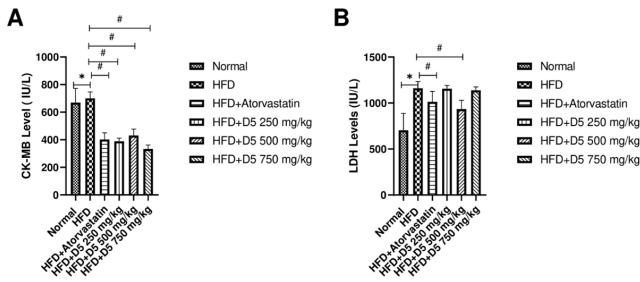 A
#
#
#
#
*
CK-MB Level ( IU/L)
1000
800
600
400
200
0
Normal
HFD
HFD+Atorvastatin
HFD+D5 250 mg/kg
HFD+D5 500 mg/kg
HFD+D5 750 mg/kg
Normal
HFD
HFD+Atorvastatin
HFD+D5 250 mg/kg
HFD+D5 500 mg/kg
HFD+D5 750 mg/kg
B
#
#
*
LDH Levels (IU/L)
1500
1000
500
0
Normal
HFD
HFD+Atorvastatin
HFD+D5 250 mg/kg
HFD+D5 500 mg/kg
HFD+D5 750 mg/kg
Normal
HFD
HFD+Atorvastatin
HFD+D5 250 mg/kg
HFD+D5 500 mg/kg
HFD+D5 750 mg/kg